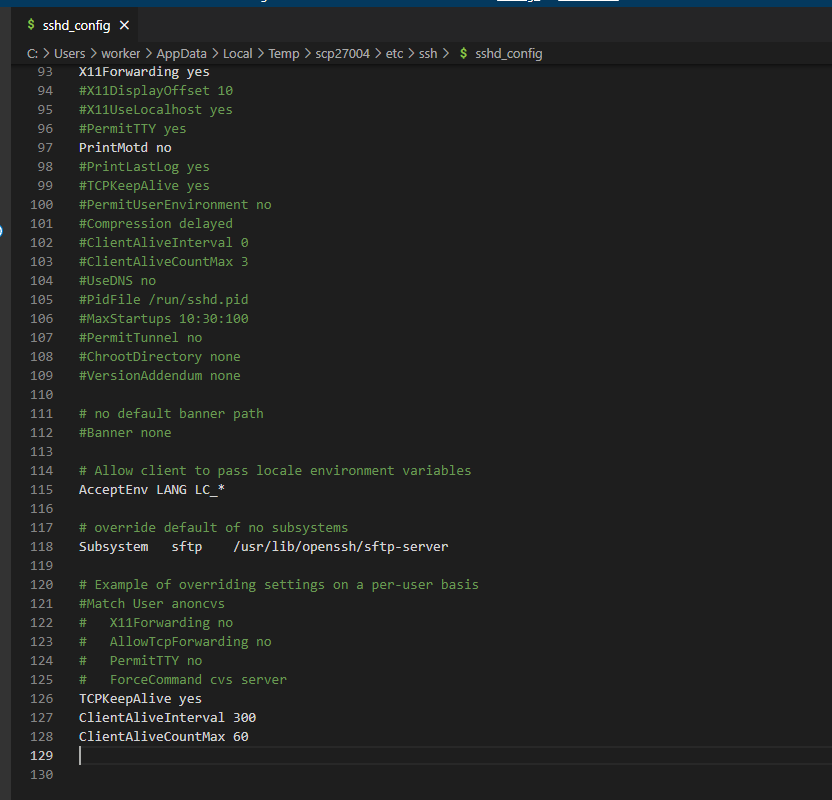 $ sshd_config ×
C: > Users > worker > AppData > Local > Temp > scp27004 > etc > ssh > $ sshd_config
93 X11Forwarding yes
94 #X11DisplayOffset 10
95 #X11UseLocalhost yes
96 #PermitTTY yes
97 PrintMotd no
98 #PrintLastLog yes
99 #TCPKeepAlive yes
100 #PermitUserEnvironment no
101 #Compression delayed
102 #ClientAliveInterval 0
103 #ClientAliveCountMax 3
104 #UseDNS no
105 #PidFile /run/sshd.pid
106 #MaxStartups 10:30:100
107 #PermitTunnel no
108 #ChrootDirectory none
109 #VersionAddendum none
110
111 # no default banner path
112 #Banner none
113
114 # Allow client to pass locale environment variables
115 AcceptEnv LANG LC_*
116
117 # override default of no subsystems
118 Subsystem   sftp    /usr/lib/openssh/sftp-server
119
120 # Example of overriding settings on a per-user basis
121 #Match User anoncvs
122 #   X11Forwarding no
123 #   AllowTcpForwarding no
124 #   PermitTTY no
125 #   ForceCommand cvs server
126 TCPKeepAlive yes
127 ClientAliveInterval 300
128 ClientAliveCountMax 60
129
130